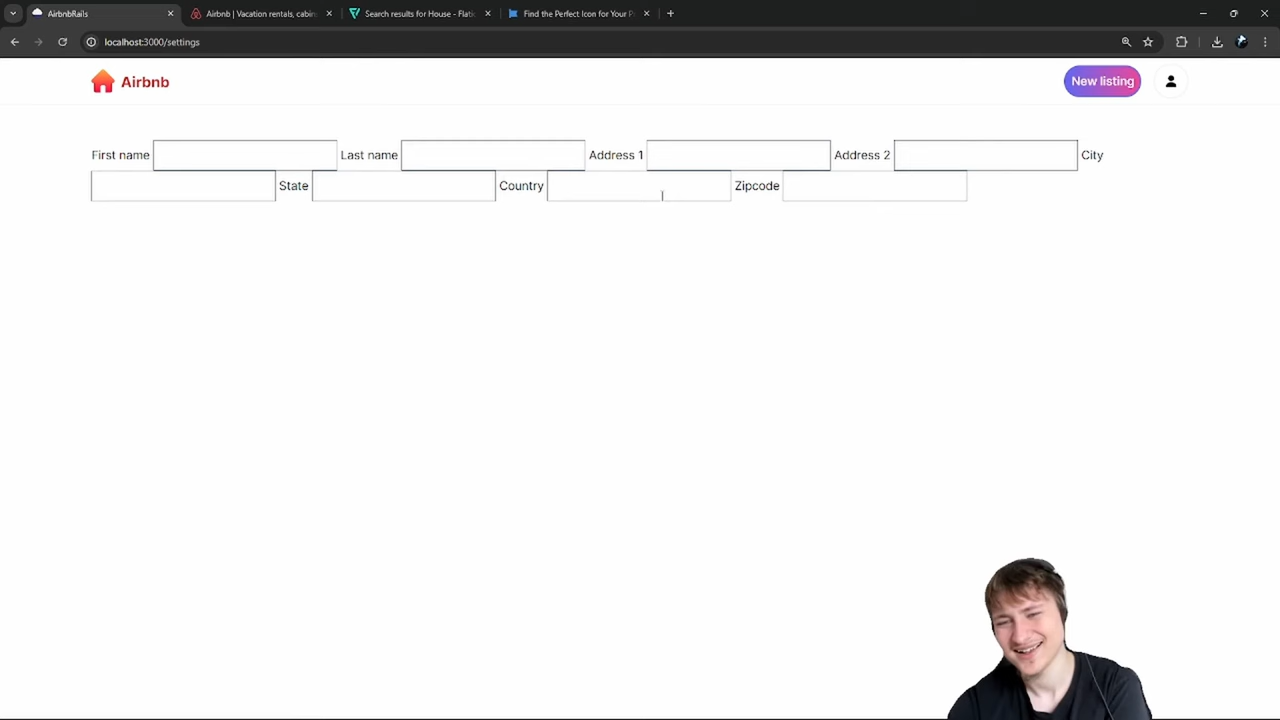 AirbnbRails
Airbnb | Vacation rentals, cabin
Search results for House - Flati
Find the Perfect Icon for Your P
localhost:3000/settings
Airbnb
New listing
First name
Last name
Address 1
Address 2
City
State
Country
Zipcode